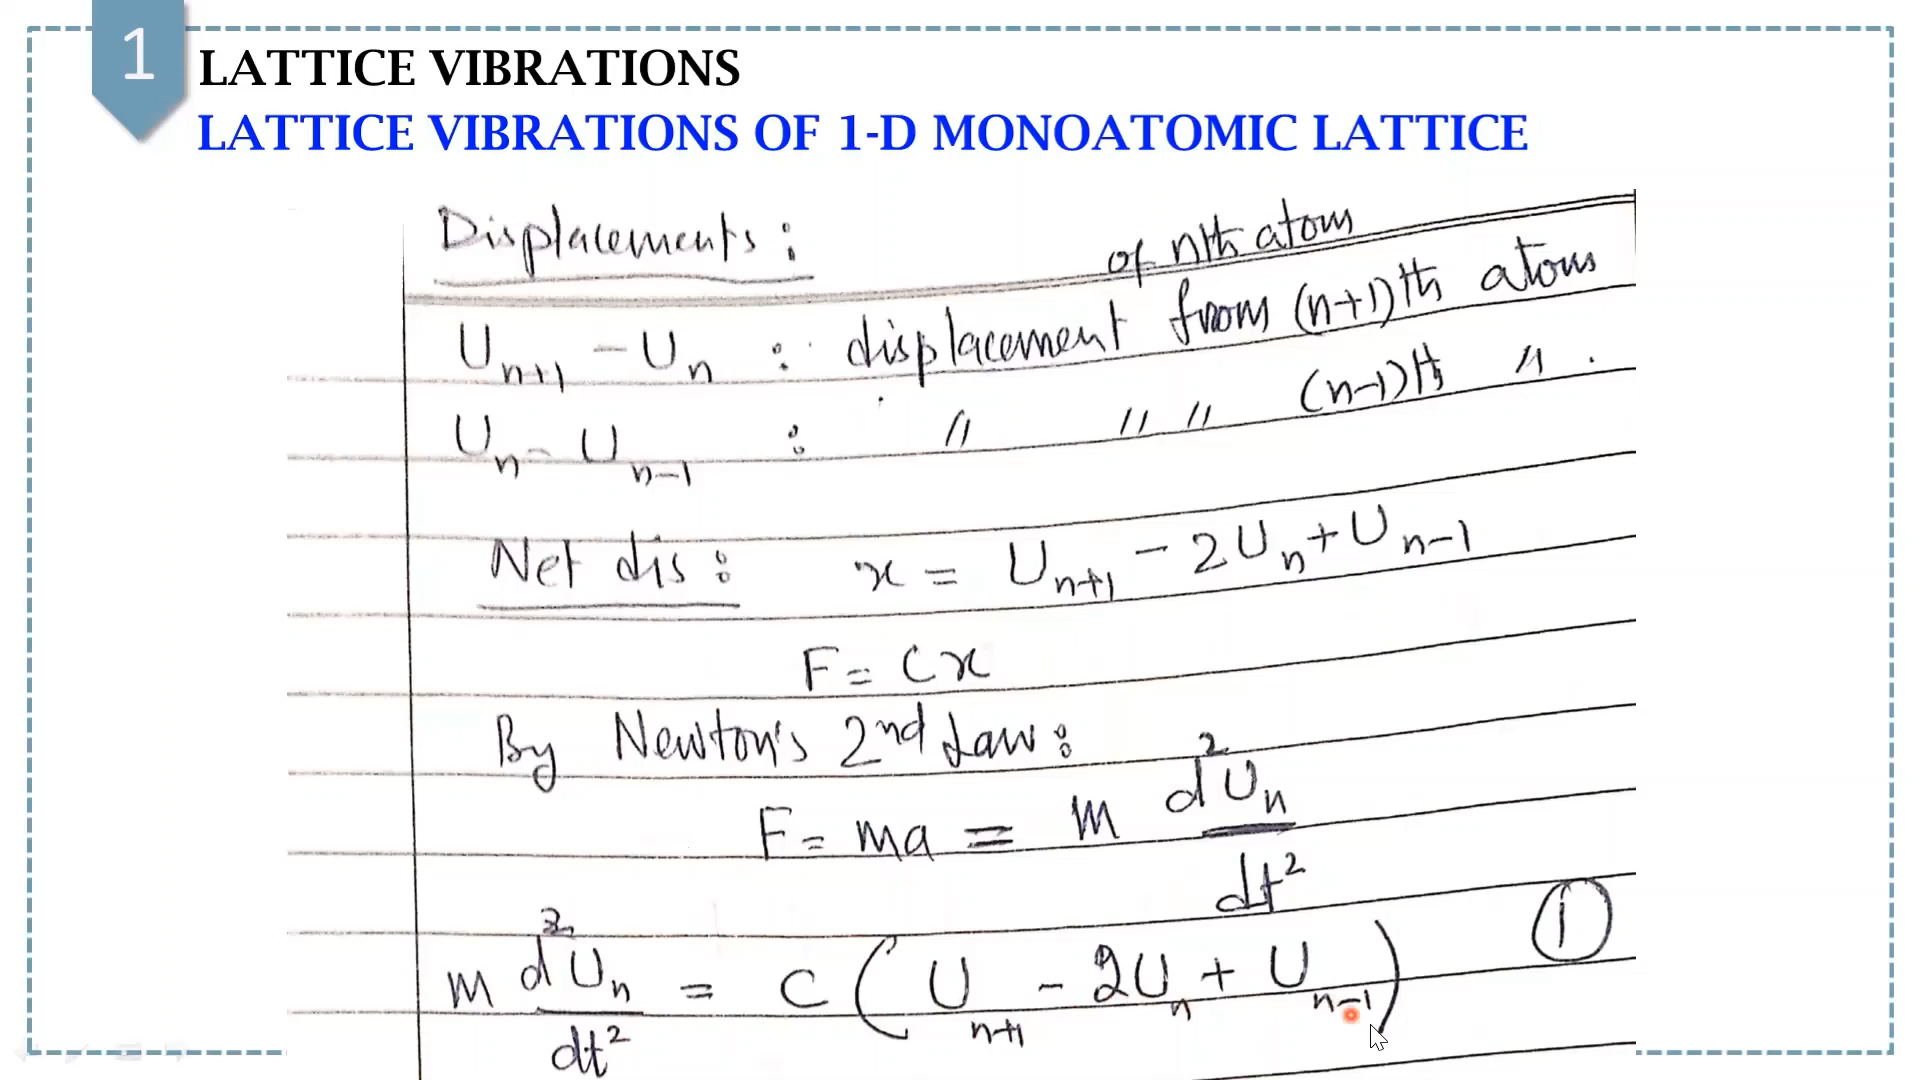 1
LATTICE VIBRATIONS
LATTICE VIBRATIONS OF 1-D MONOATOMIC LATTICE
Displacements:
of nth atom
Uₙ₊₁ - Uₙ : displacement from (n+1)th atom
Uₙ - Uₙ₋₁ : " " " (n-1)th " .
Net dis: x = Uₙ₊₁ - 2Uₙ + Uₙ₋₁
F = Cx
By Newton's 2nd Law:
F = ma = m d²Uₙ/dt²
m d²Uₙ/dt² = C (Uₙ₊₁ - 2Uₙ + Uₙ₋₁) ①